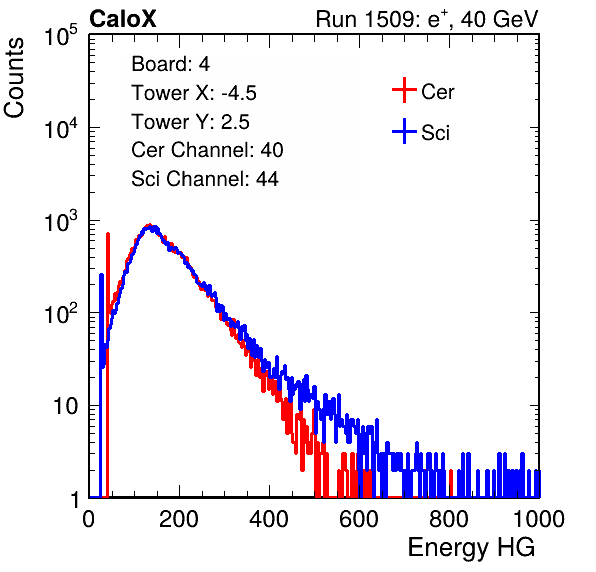 CaloX Run 1509: e⁺, 40 GeV
Counts
10⁵
10⁴
10³
10²
10
1
Board: 4
Tower X: -4.5
Tower Y: 2.5
Cer Channel: 40
Sci Channel: 44
Cer
Sci
0 200 400 600 800 1000
Energy HG